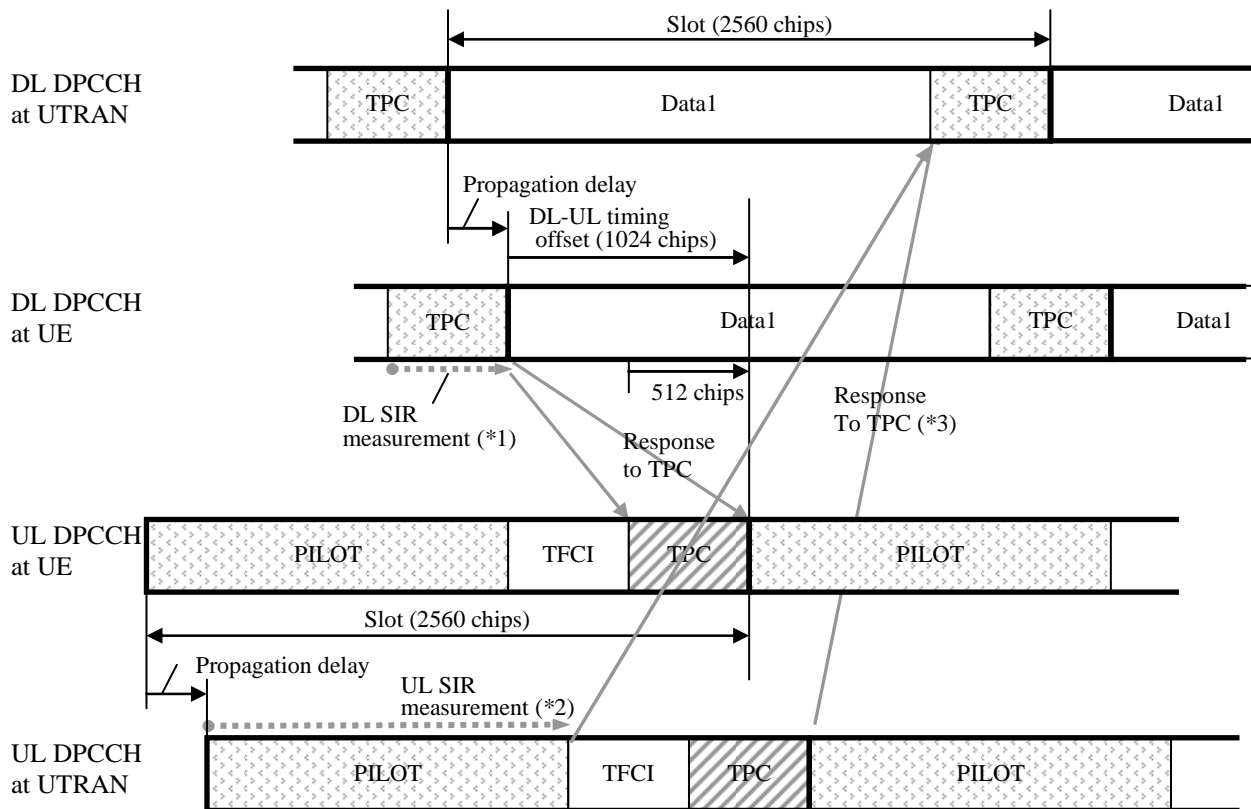 Slot (2560 chips)
DL DPCCH
at UTRAN
TPC
Data1
TPC
Data1
Propagation delay
DL-UL timing
offset (1024 chips)
DL DPCCH
at UE
TPC
Data1
TPC
Data1
512 chips
DL SIR
measurement (*1)
Response
to TPC
Response
To TPC (*3)
UL DPCCH
at UE
PILOT
TFCI
TPC
PILOT
Slot (2560 chips)
Propagation delay
UL SIR
measurement (*2)
UL DPCCH
at UTRAN
PILOT
TFCI
TPC
PILOT